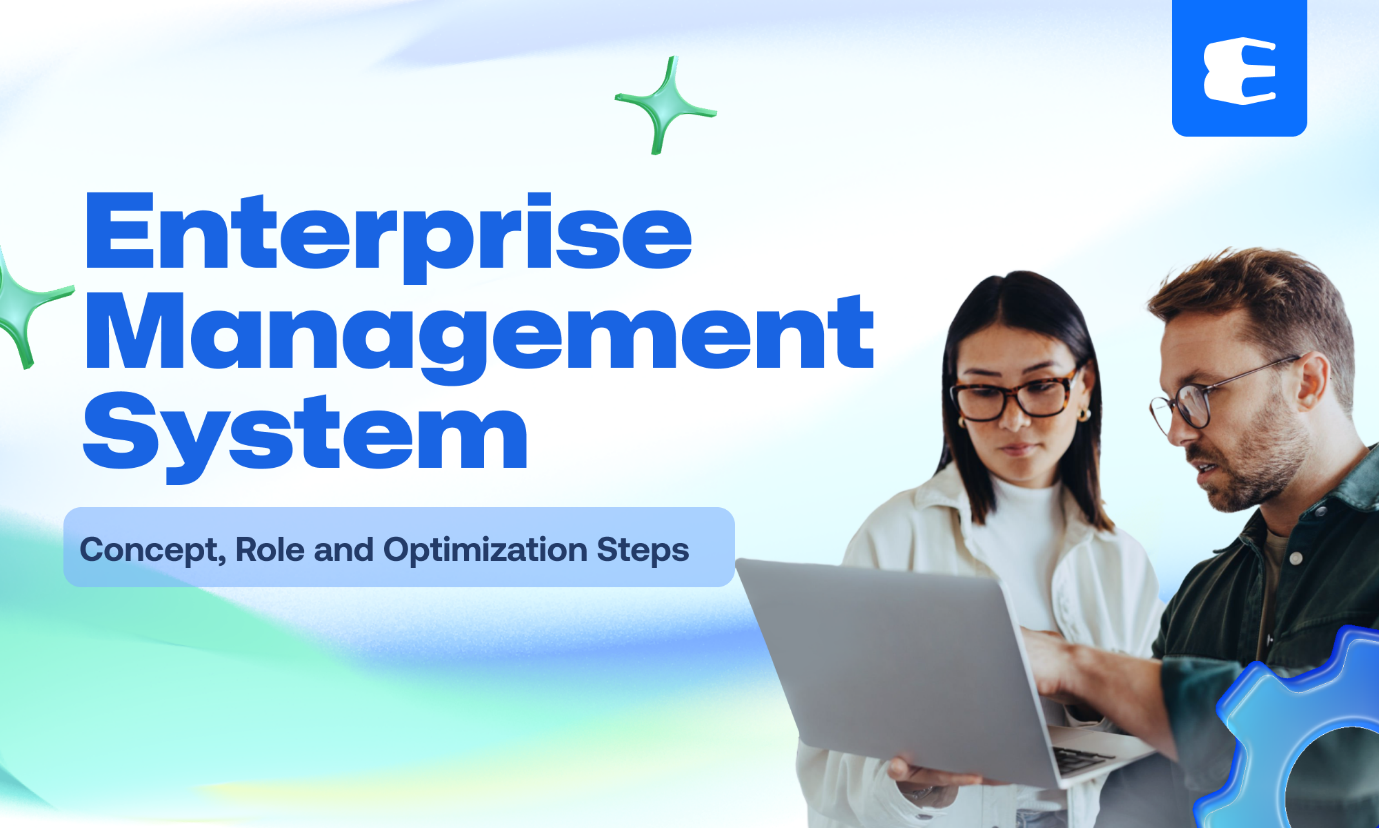 Enterprise
Management
System
Concept, Role and Optimization Steps